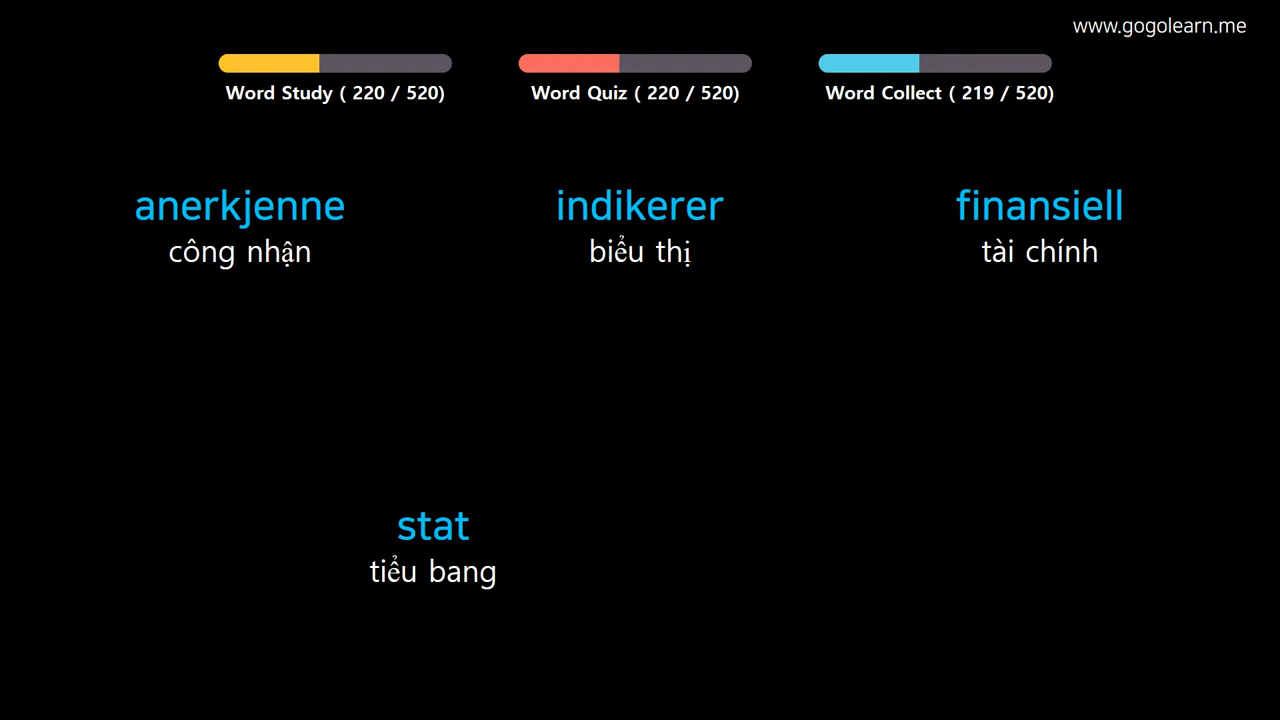 www.gogolearn.me
Word Study ( 220 / 520)
Word Quiz ( 220 / 520)
Word Collect ( 219 / 520)
anerkjenne
công nhận
indikerer
biểu thị
finansiell
tài chính
stat
tiểu bang